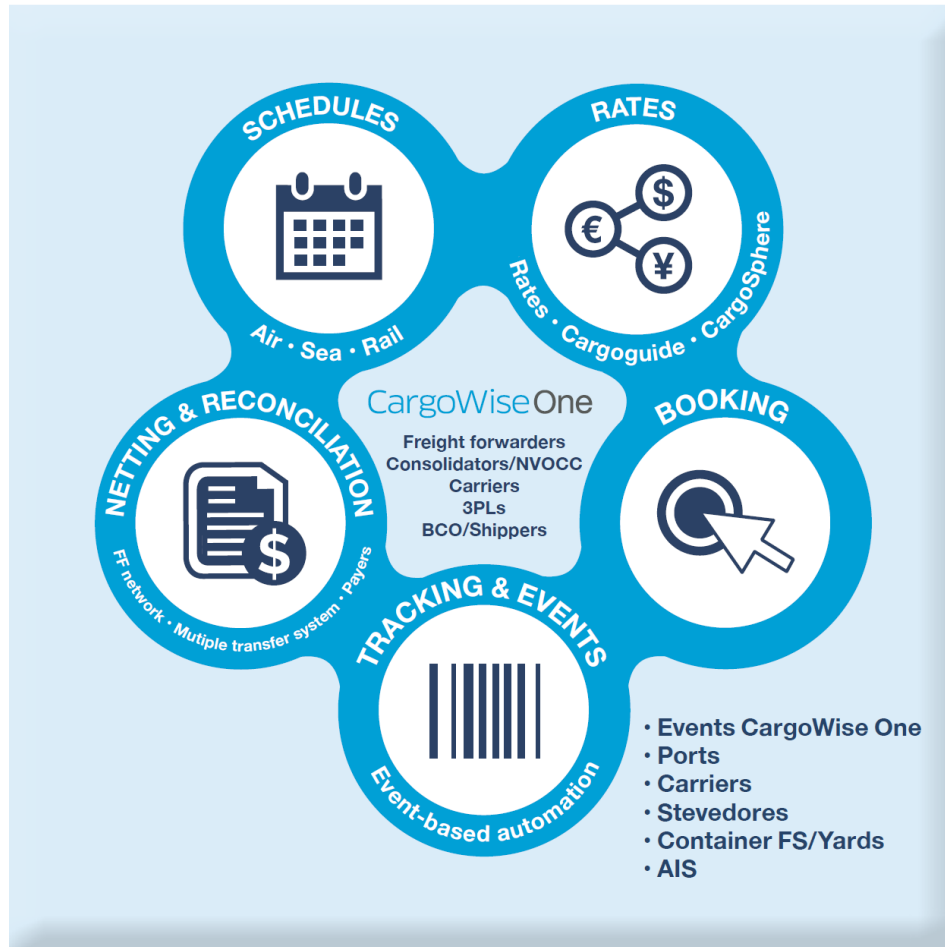 SCHEDULES
Air • Sea • Rail
RATES
$
€
¥
Rates • Cargoguide • CargoSphere
CargoWise One
Freight forwarders
Consolidators/NVOCC
Carriers
3PLs
BCO/Shippers
NETTING & RECONCILIATION
$
FF network • Mutiple transfer system • Payers
BOOKING
TRACKING & EVENTS
Event-based automation
• Events CargoWise One
• Ports
• Carriers
• Stevedores
• Container FS/Yards
• AIS